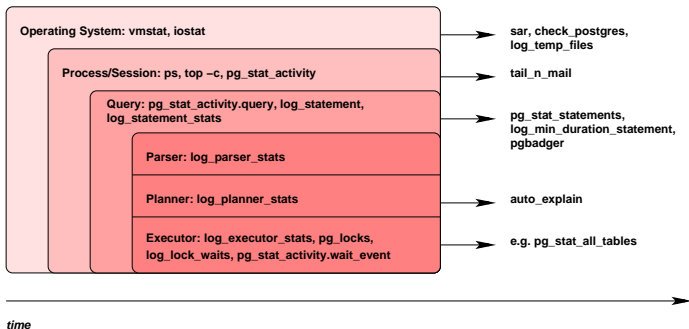 Operating System: vmstat, iostat
sar, check_postgres,
log_temp_files
Process/Session: ps, top −c, pg_stat_activity
tail_n_mail
Query: pg_stat_activity.query, log_statement,
log_statement_stats
pg_stat_statements,
log_min_duration_statement,
pgbadger
Parser: log_parser_stats
Planner: log_planner_stats
auto_explain
Executor: log_executor_stats, pg_locks,
log_lock_waits, pg_stat_activity.wait_event
e.g. pg_stat_all_tables
time